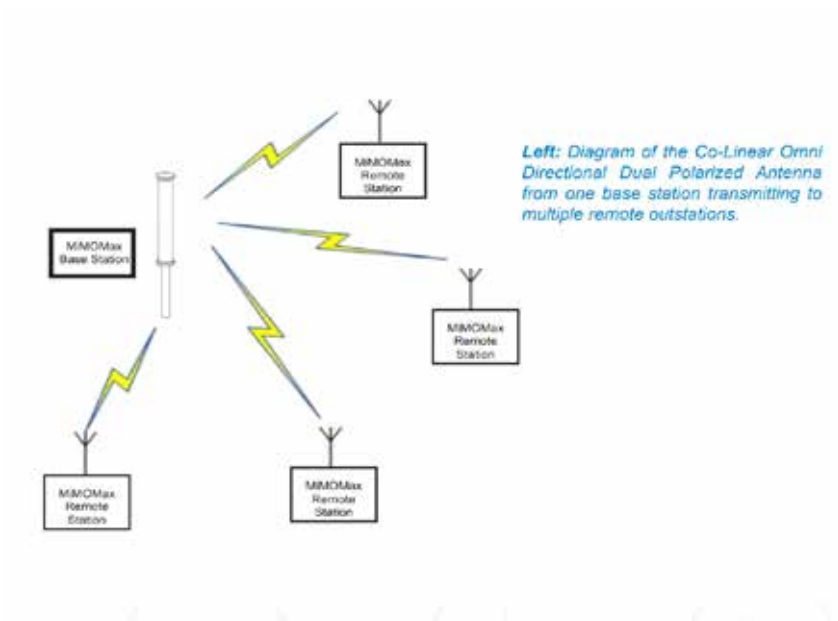 MiMOMax
Remote
Station
Left: Diagram of the Co-Linear Omni
Directional Dual Polarized Antenna
from one base station transmitting to
multiple remote outstations.
MiMOMax
Base Station
MiMOMax
Remote
Station
MiMOMax
Remote
Station
MiMOMax
Remote
Station